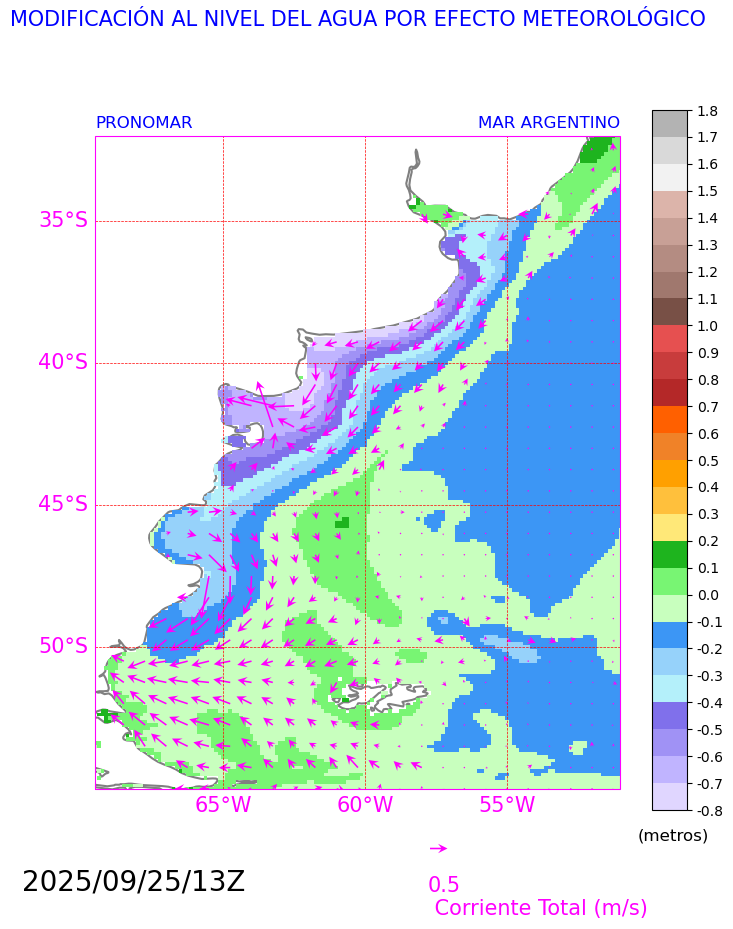 MODIFICACIÓN AL NIVEL DEL AGUA POR EFECTO METEOROLÓGICO
PRONOMAR
MAR ARGENTINO
35°S
40°S
45°S
50°S
65°W
60°W
55°W
1.8
1.7
1.6
1.5
1.4
1.3
1.2
1.1
1.0
0.9
0.8
0.7
0.6
0.5
0.4
0.3
0.2
0.1
0.0
-0.1
-0.2
-0.3
-0.4
-0.5
-0.6
-0.7
-0.8
(metros)
2025/09/25/13Z
0.5
Corriente Total (m/s)